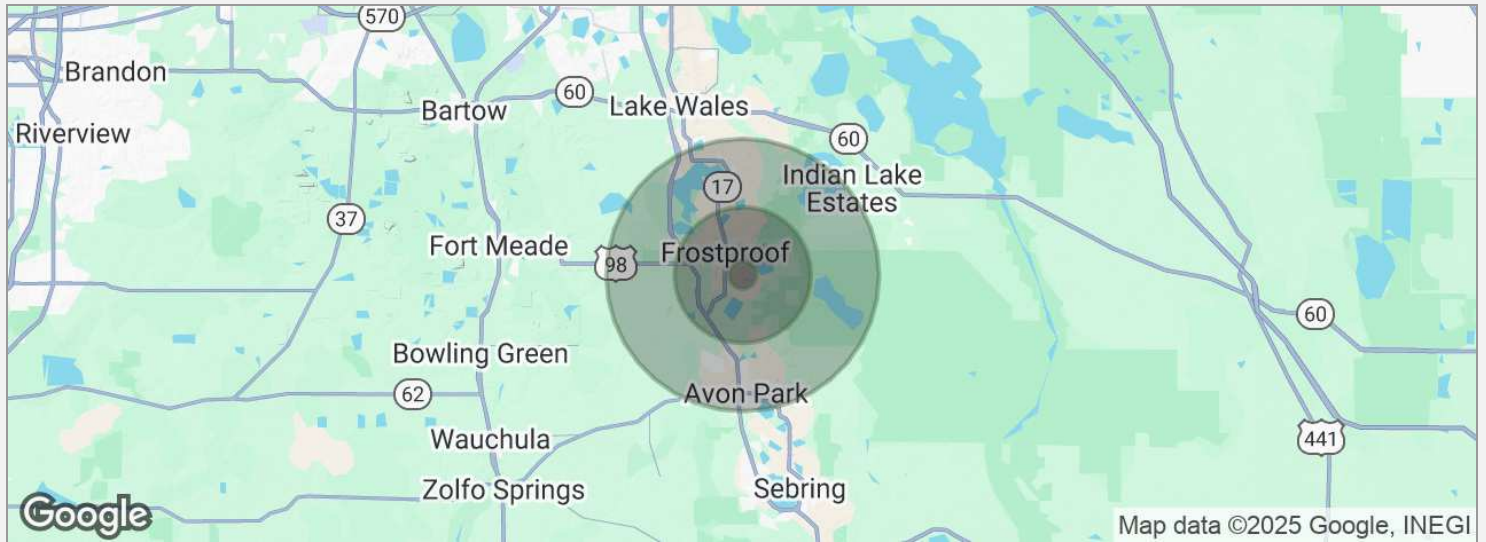 570
Brandon
60
Lake Wales
Bartow
Riverview
60
17
Indian Lake
Estates
37
Fort Meade
Frostproof
98
60
Bowling Green
Avon Park
62
Wauchula
441
Zolfo Springs
Sebring
Google
Map data ©2025 Google, INEGI